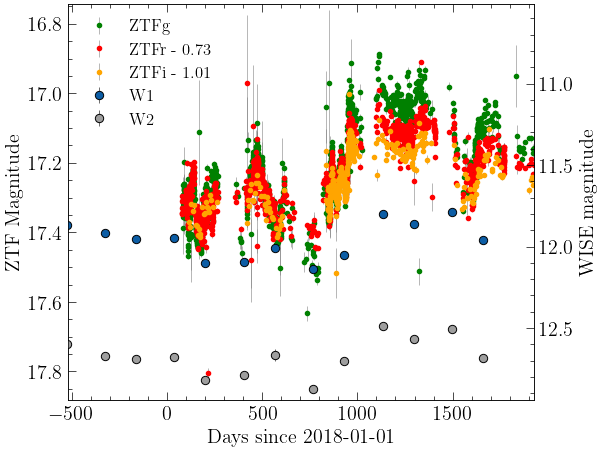 ZTFg
ZTFr - 0.73
ZTFi - 1.01
W1
W2
16.8
17.0
17.2
17.4
17.6
17.8
ZTF Magnitude
11.0
11.5
12.0
12.5
WISE magnitude
−500
0
500
1000
1500
Days since 2018-01-01